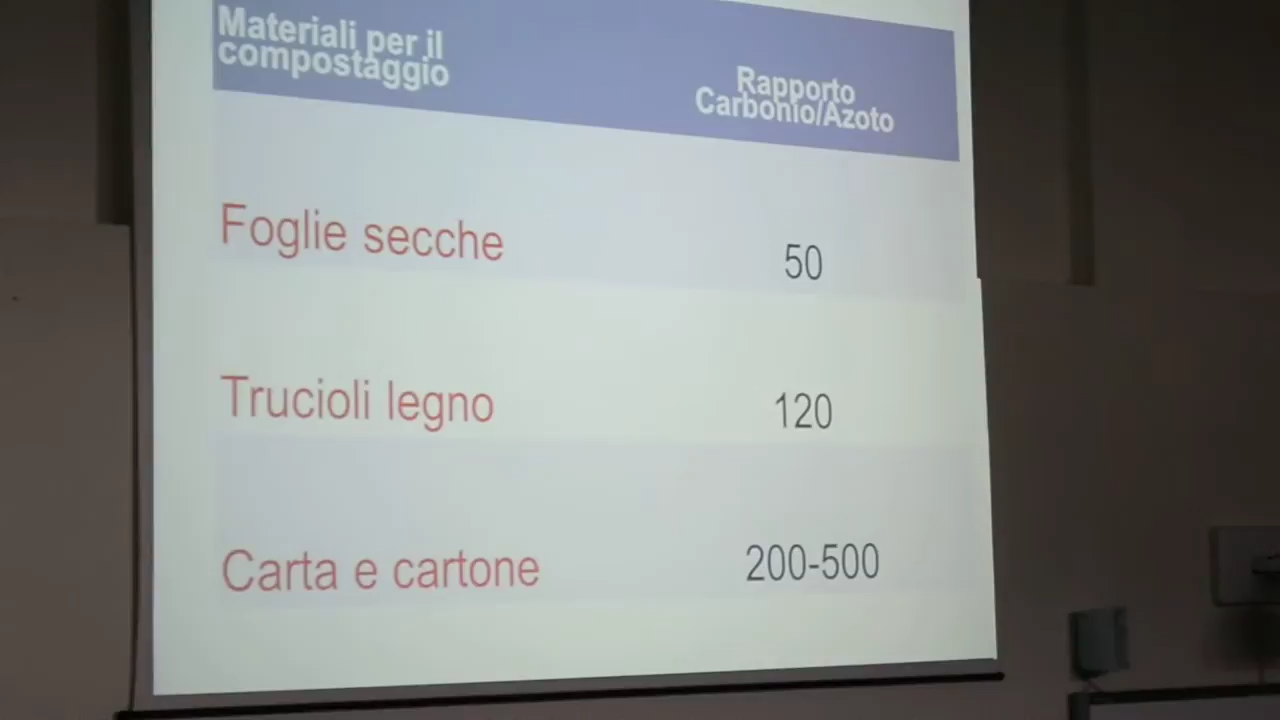 Materiali per il
compostaggio
Rapporto
Carbonio/Azoto
Foglie secche
50
Trucioli legno
120
Carta e cartone
200-500